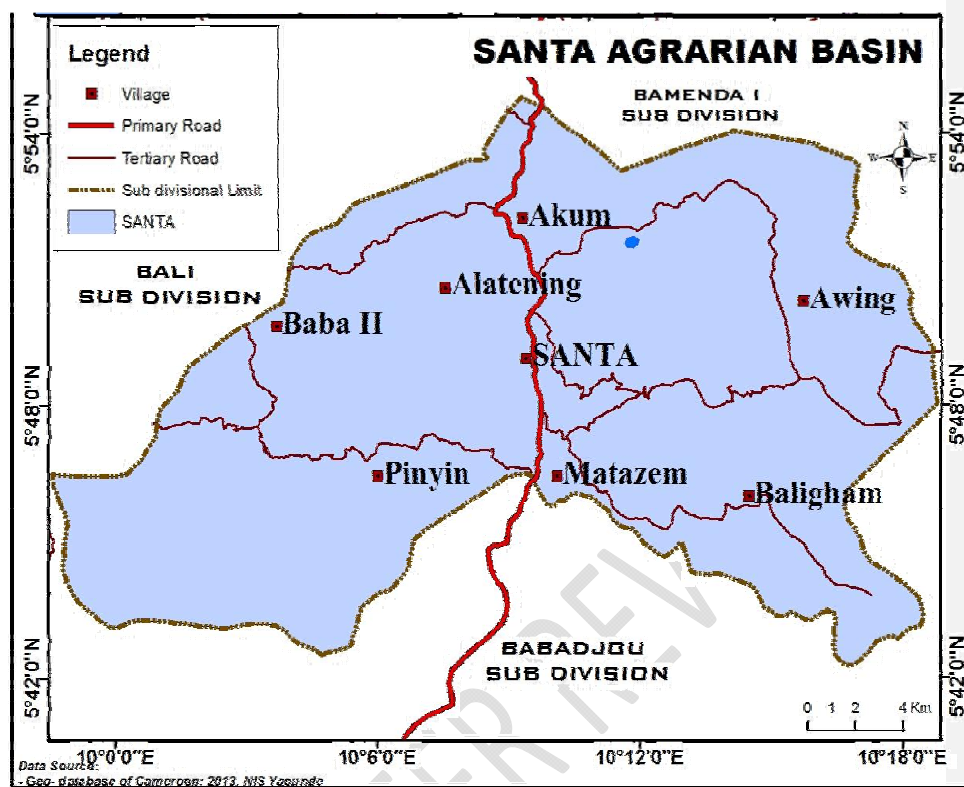 SANTA AGRARIAN BASIN
Legend
Village
Primary Road
Tertiary Road
Sub divisional Limit
SANTA
BAMENDA I
SUB DIVISION
N
W E
S
5°54'0"N
5°54'0"N
Akum
BALI
SUB DIVISION
Alatening
Awing
Baba II
SANTA
5°48'0"N
5°48'0"N
Pinyin
Matazem
Baligham
BABADJOU
SUB DIVISION
5°42'0"N
5°42'0"N
0 1 2 4 Km
10°0'0"E
10°6'0"E
10°12'0"E
10°18'0"E
Data Source:
- Geo- database of Cameroon: 2013, NIS Yaounde